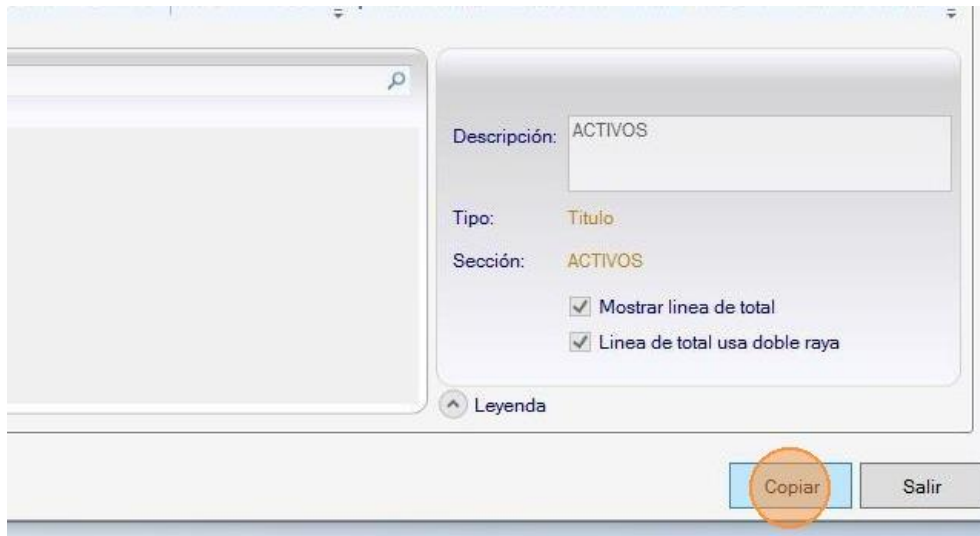 Descripción:
ACTIVOS
Tipo:
Titulo
Sección:
ACTIVOS
Mostrar linea de total
Linea de total usa doble raya
Leyenda
Copiar
Salir